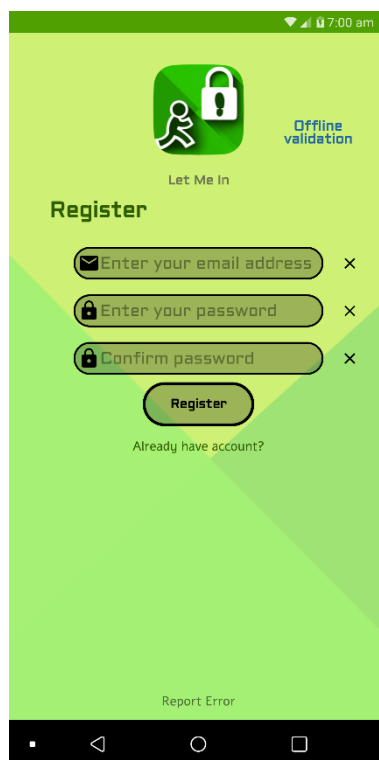 7:00 am
Offline
validation
Let Me In
Register
Enter your email address
Enter your password
Confirm password
Register
Already have account?
Report Error